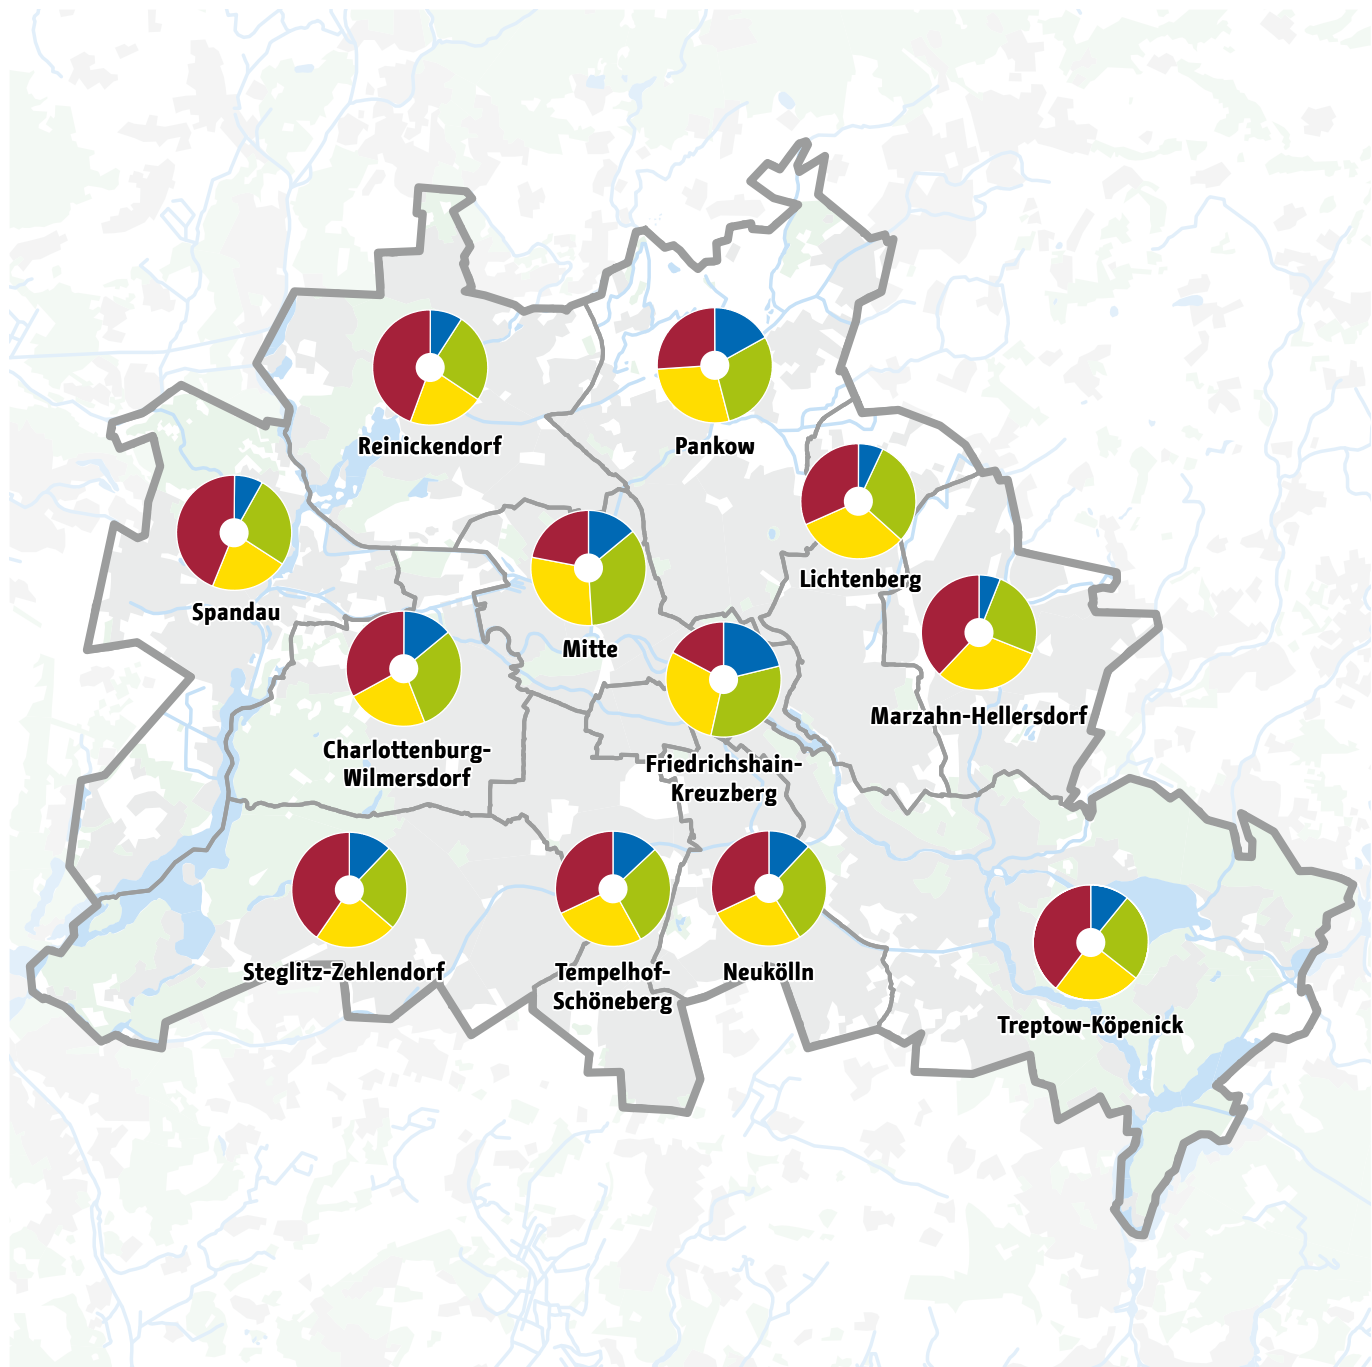 Reinickendorf
Pankow
Lichtenberg
Spandau
Mitte
Marzahn-Hellersdorf
Charlottenburg-
Wilmersdorf
Friedrichshain-
Kreuzberg
Steglitz-Zehlendorf
Tempelhof-
Schöneberg
Neukölln
Treptow-Köpenick